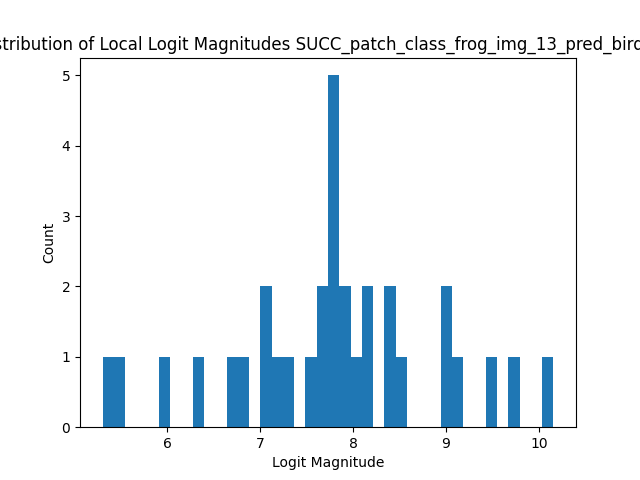 stribution of Local Logit Magnitudes SUCC_patch_class_frog_img_13_pred_bird
5
4
3
2
1
0
Count
6 7 8 9 10
Logit Magnitude